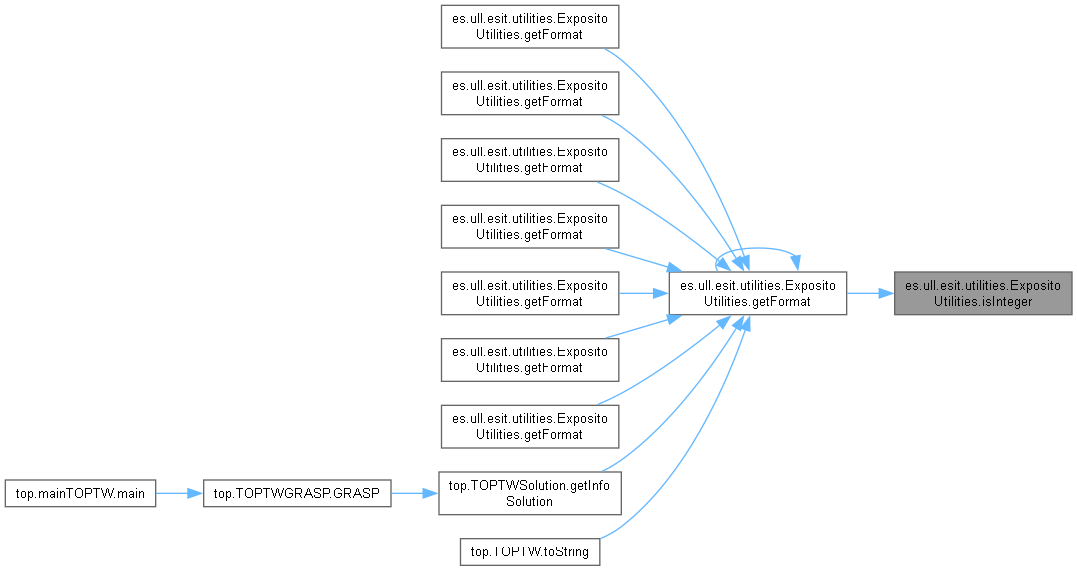 es.ull.esit.utilities.Exposito
Utilities.getFormat
es.ull.esit.utilities.Exposito
Utilities.getFormat
es.ull.esit.utilities.Exposito
Utilities.getFormat
es.ull.esit.utilities.Exposito
Utilities.getFormat
es.ull.esit.utilities.Exposito
Utilities.getFormat
es.ull.esit.utilities.Exposito
Utilities.getFormat
es.ull.esit.utilities.Exposito
Utilities.getFormat
es.ull.esit.utilities.Exposito
Utilities.getFormat
es.ull.esit.utilities.Exposito
Utilities.isInteger
top.mainTOPTW.main
top.TOPTWGRASP.GRASP
top.TOPTWSolution.getInfo
Solution
top.TOPTW.toString